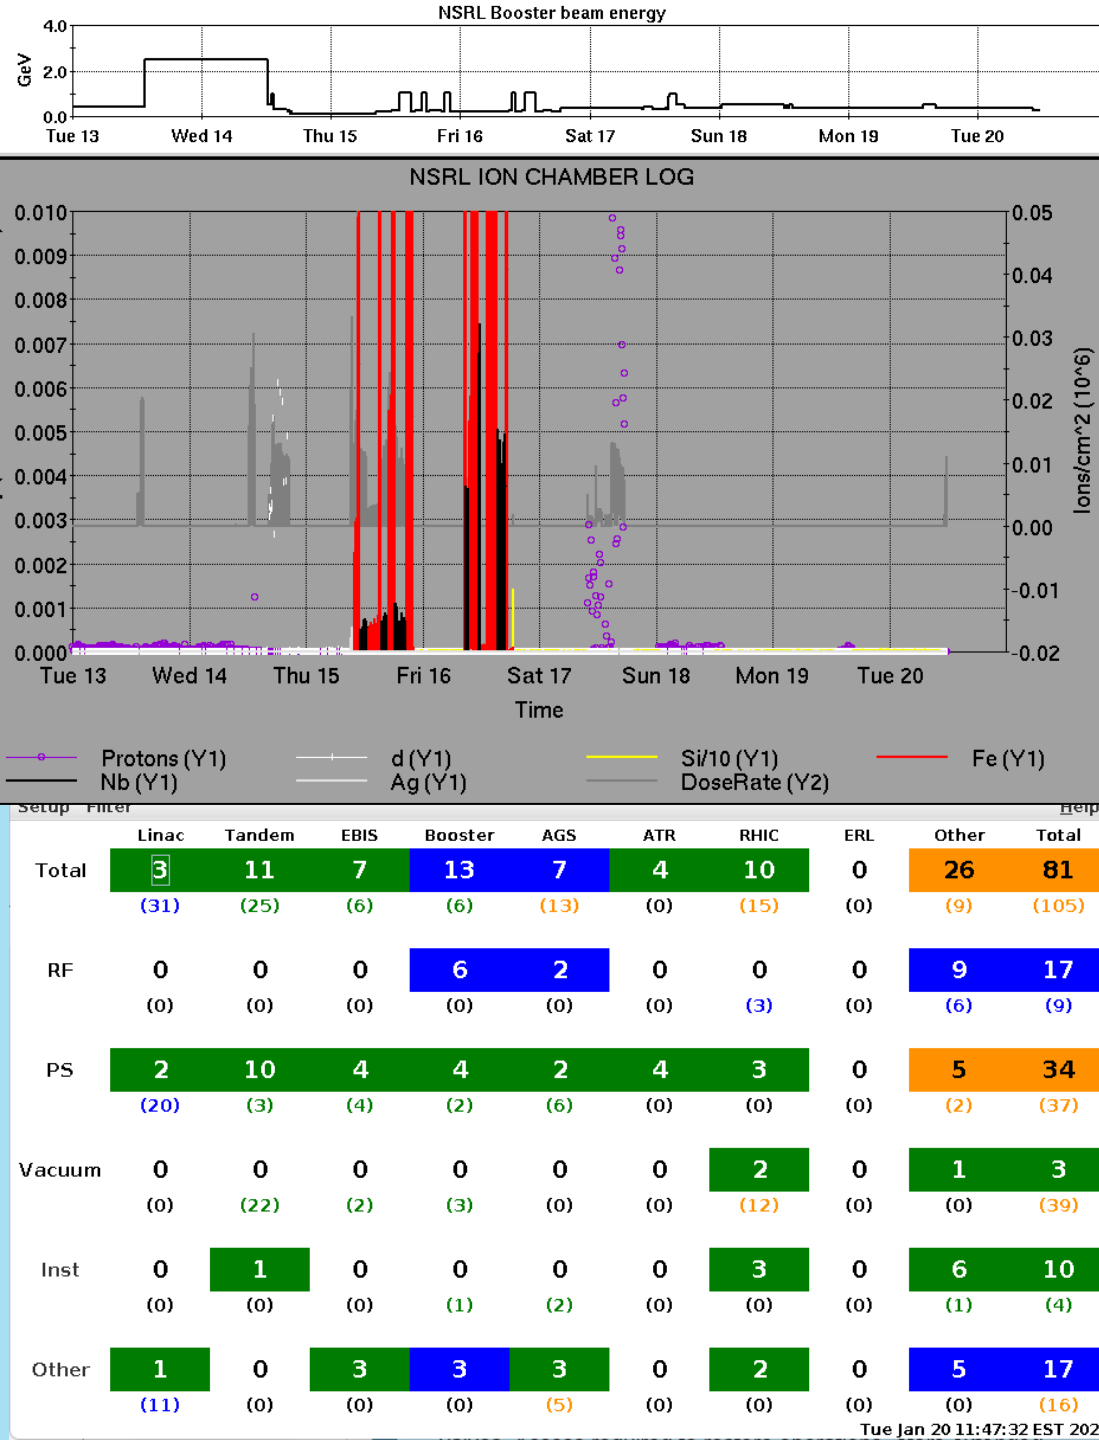 NSRL Booster beam energy
4.0
2.0
0.0
GeV
Tue 13 Wed 14 Thu 15 Fri 16 Sat 17 Sun 18 Mon 19 Tue 20
NSRL ION CHAMBER LOG
0.010 0.05
0.009
0.008 0.04
0.007 0.03
0.006 0.02
0.005
0.004 0.01
0.003 0.00
0.002
0.001 -0.01
0.000 -0.02
Ions/cm^2 (10^6)
Tue 13 Wed 14 Thu 15 Fri 16 Sat 17 Sun 18 Mon 19 Tue 20
Time
Protons (Y1) d (Y1) Si/10 (Y1) Fe (Y1)
Nb (Y1) Ag (Y1) DoseRate (Y2)
Setup Filter Help
Linac Tandem EBIS Booster AGS ATR RHIC ERL Other Total
Total 3 11 7 13 7 4 10 0 26 81
(31) (25) (6) (6) (13) (0) (15) (0) (9) (105)
RF 0 0 0 6 2 0 0 0 9 17
(0) (0) (0) (0) (0) (0) (3) (0) (6) (9)
PS 2 10 4 4 2 4 3 0 5 34
(20) (3) (4) (2) (6) (0) (0) (0) (2) (37)
Vacuum 0 0 0 0 0 0 2 0 1 3
(0) (22) (2) (3) (0) (0) (12) (0) (0) (39)
Inst 0 1 0 0 0 0 3 0 6 10
(0) (0) (0) (1) (2) (0) (0) (0) (1) (4)
Other 1 0 3 3 3 0 2 0 5 17
(11) (0) (0) (0) (5) (0) (0) (0) (0) (16)
Tue Jan 20 11:47:32 EST 202